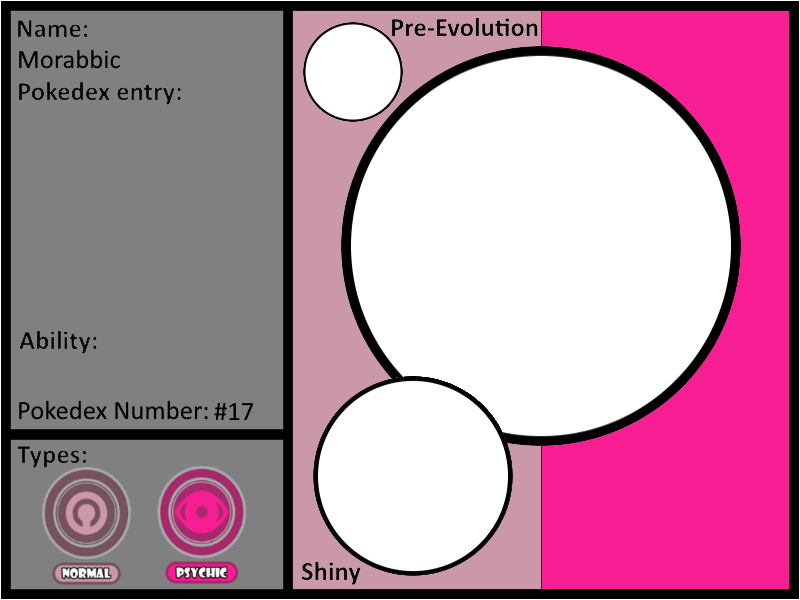 Name:
Morabbic
Pokedex entry:
Ability:
Pokedex Number: #17
Types:
NORMAL
PSYCHIC
Pre-Evolution
Shiny